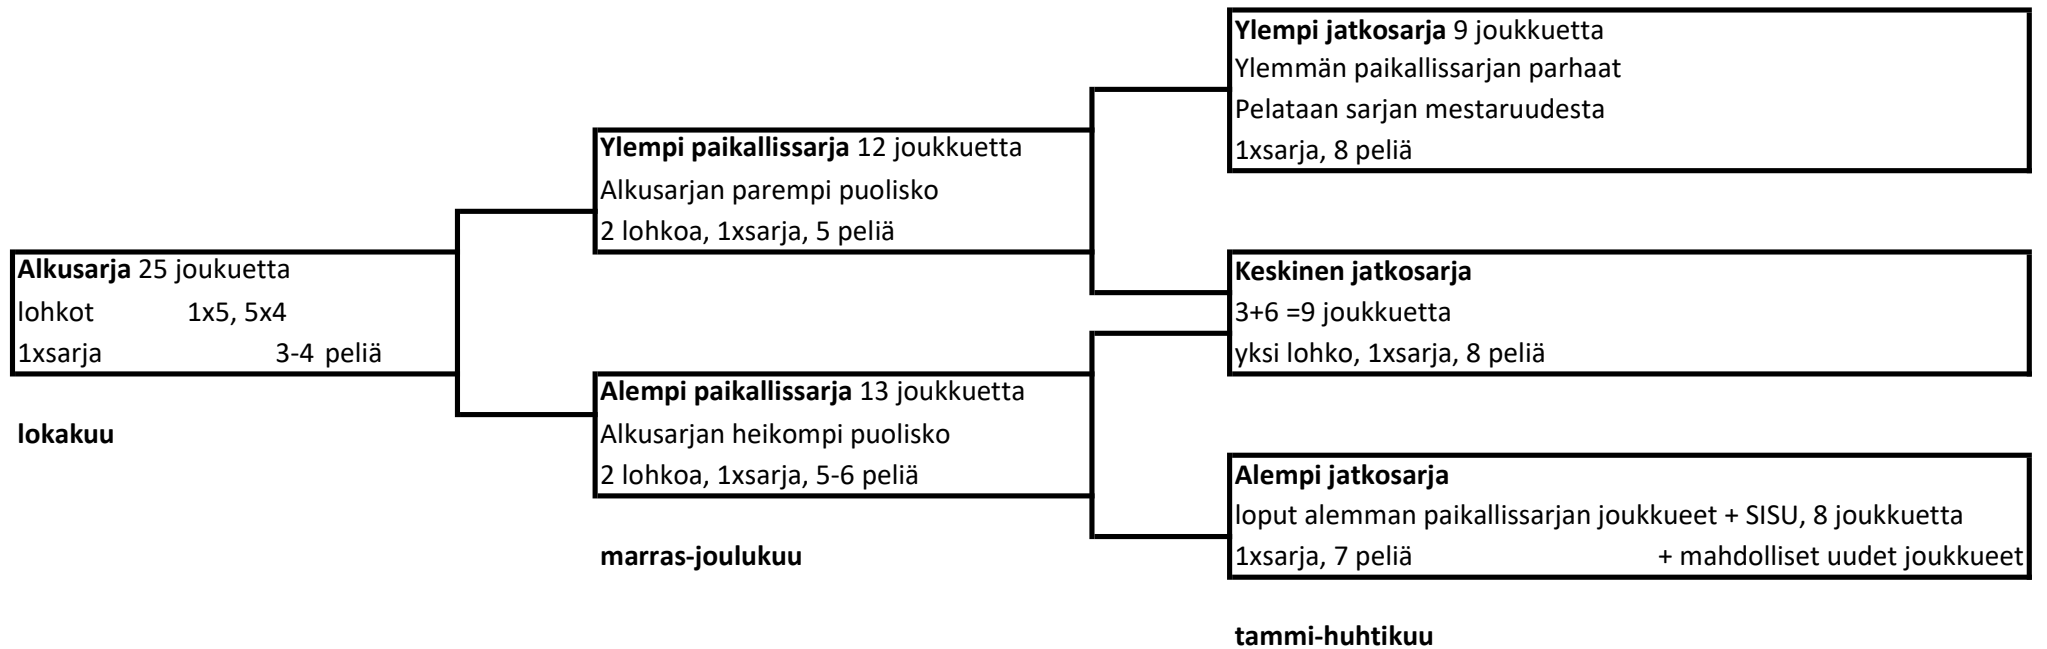 Alkusarja 25 joukuetta
lohkot 1x5, 5x4
1xsarja 3-4 peliä
lokakuu
Ylempi paikallissarja 12 joukkuetta
Alkusarjan parempi puolisko
2 lohkoa, 1xsarja, 5 peliä
Alempi paikallissarja 13 joukkuetta
Alkusarjan heikompi puolisko
2 lohkoa, 1xsarja, 5-6 peliä
marras-joulukuu
Ylempi jatkosarja 9 joukkuetta
Ylemmän paikallissarjan parhaat
Pelataan sarjan mestaruudesta
1xsarja, 8 peliä
Keskinen jatkosarja
3+6 =9 joukkuetta
yksi lohko, 1xsarja, 8 peliä
Alempi jatkosarja
loput alemman paikallissarjan joukkueet + SISU, 8 joukkuetta
1xsarja, 7 peliä + mahdolliset uudet joukkueet
tammi-huhtikuu